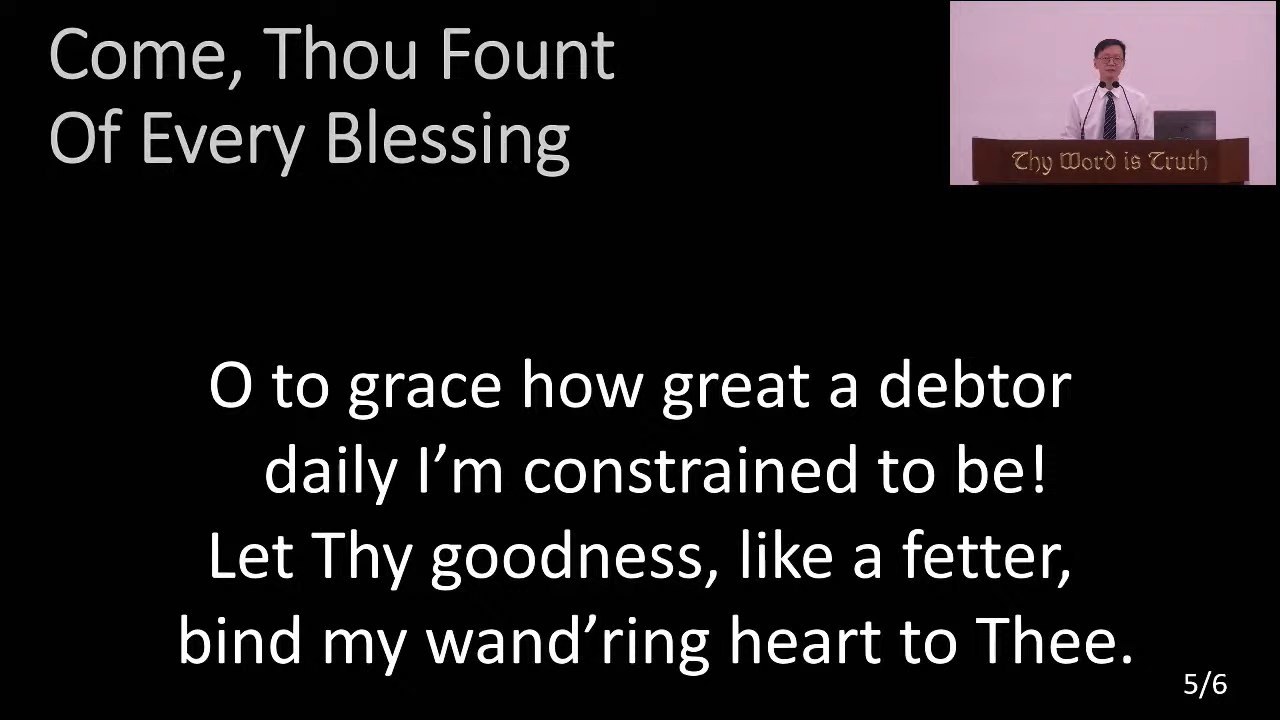 Come, Thou Fount
Of Every Blessing
Thy Word is Truth
O to grace how great a debtor
daily I’m constrained to be!
Let Thy goodness, like a fetter,
bind my wand’ring heart to Thee.
5/6